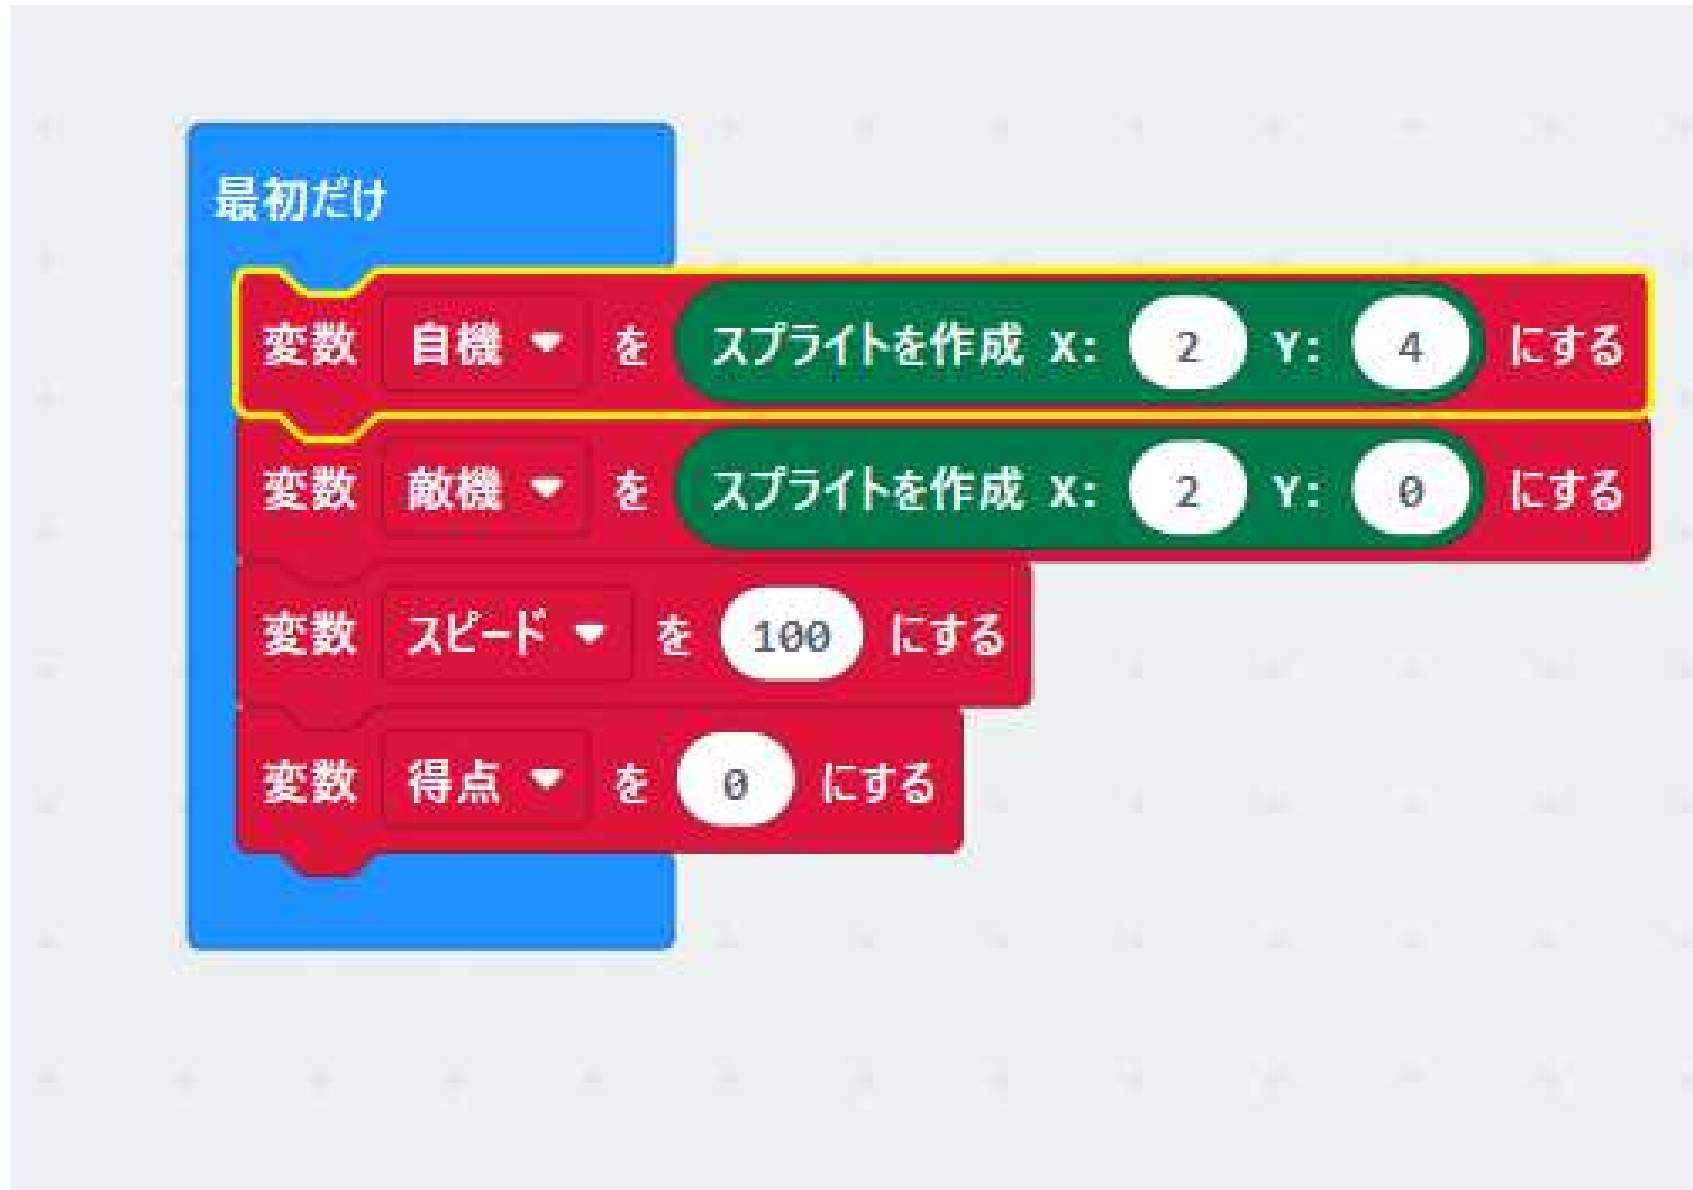 最初だけ
変数 自機 を スプライトを作成 X: 2 Y: 4 にする
変数 敵機 を スプライトを作成 X: 2 Y: 0 にする
変数 スピード を 100 にする
変数 得点 を 0 にする